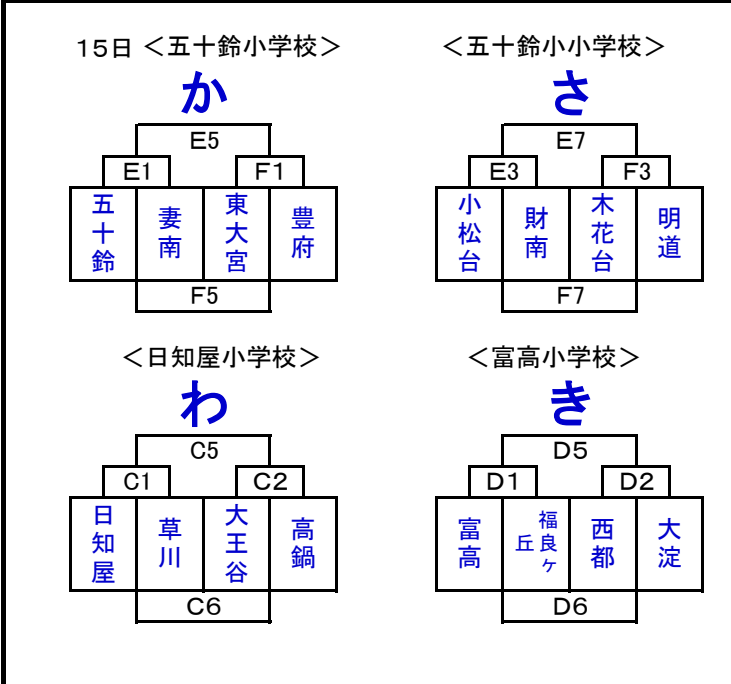 15日 <五十鈴小学校>
か
E5
E1
F1
五十鈴
妻南
東大宮
豊府
F5
<五十鈴小小学校>
さ
E7
E3
F3
小松台
財南
木花台
明道
F7
<日知屋小学校>
わ
C5
C1
C2
日知屋
草川
大王谷
高鍋
C6
<富高小学校>
き
D5
D1
D2
富高
福良ヶ
丘
西都
大淀
D6